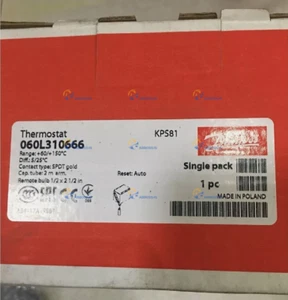 Thermostat
KPS81
060L310666
Range: +60/+150°C
Diff.: 5/25°C
Contact type: SPDT gold
Cap. tube: 2 m arm.
Reset: Auto
Remote bulb 1/2 x 2 1/2 in
Single pack
1 pc
MADE IN POLAND